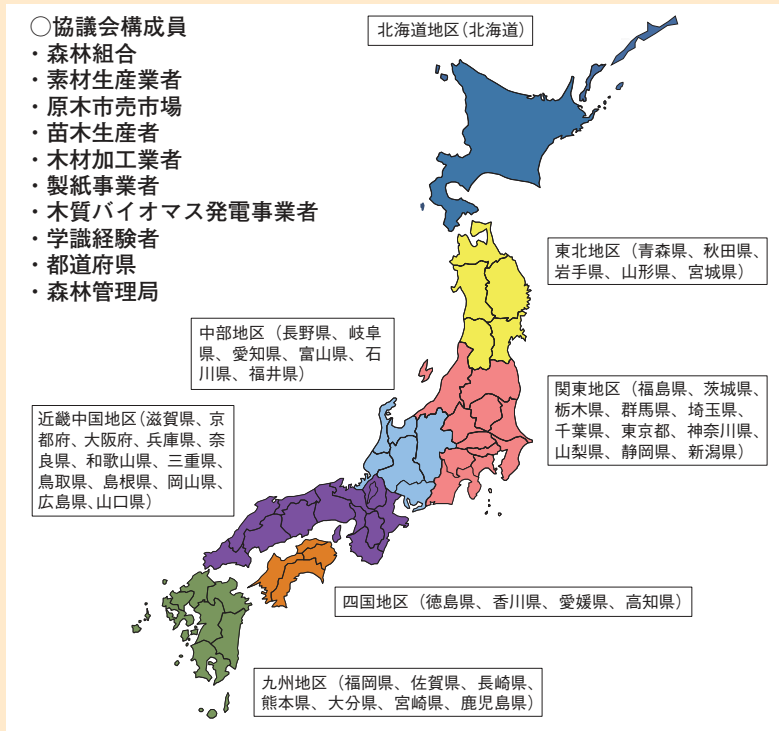 ○協議会構成員
・森林組合
・素材生産業者
・原木市売市場
・苗木生産者
・木材加工業者
・製紙事業者
・木質バイオマス発電事業者
・学識経験者
・都道府県
・森林管理局
北海道地区(北海道)
東北地区（青森県、秋田県、
岩手県、山形県、宮城県）
中部地区（長野県、岐阜
県、愛知県、富山県、石
川県、福井県）
関東地区（福島県、茨城県、
栃木県、群馬県、埼玉県、
千葉県、東京都、神奈川県、
山梨県、静岡県、新潟県）
近畿中国地区(滋賀県、京
都府、大阪府、兵庫県、奈
良県、和歌山県、三重県、
鳥取県、島根県、岡山県、
広島県、山口県）
四国地区（徳島県、香川県、愛媛県、高知県）
九州地区（福岡県、佐賀県、長崎県、
熊本県、大分県、宮崎県、鹿児島県）